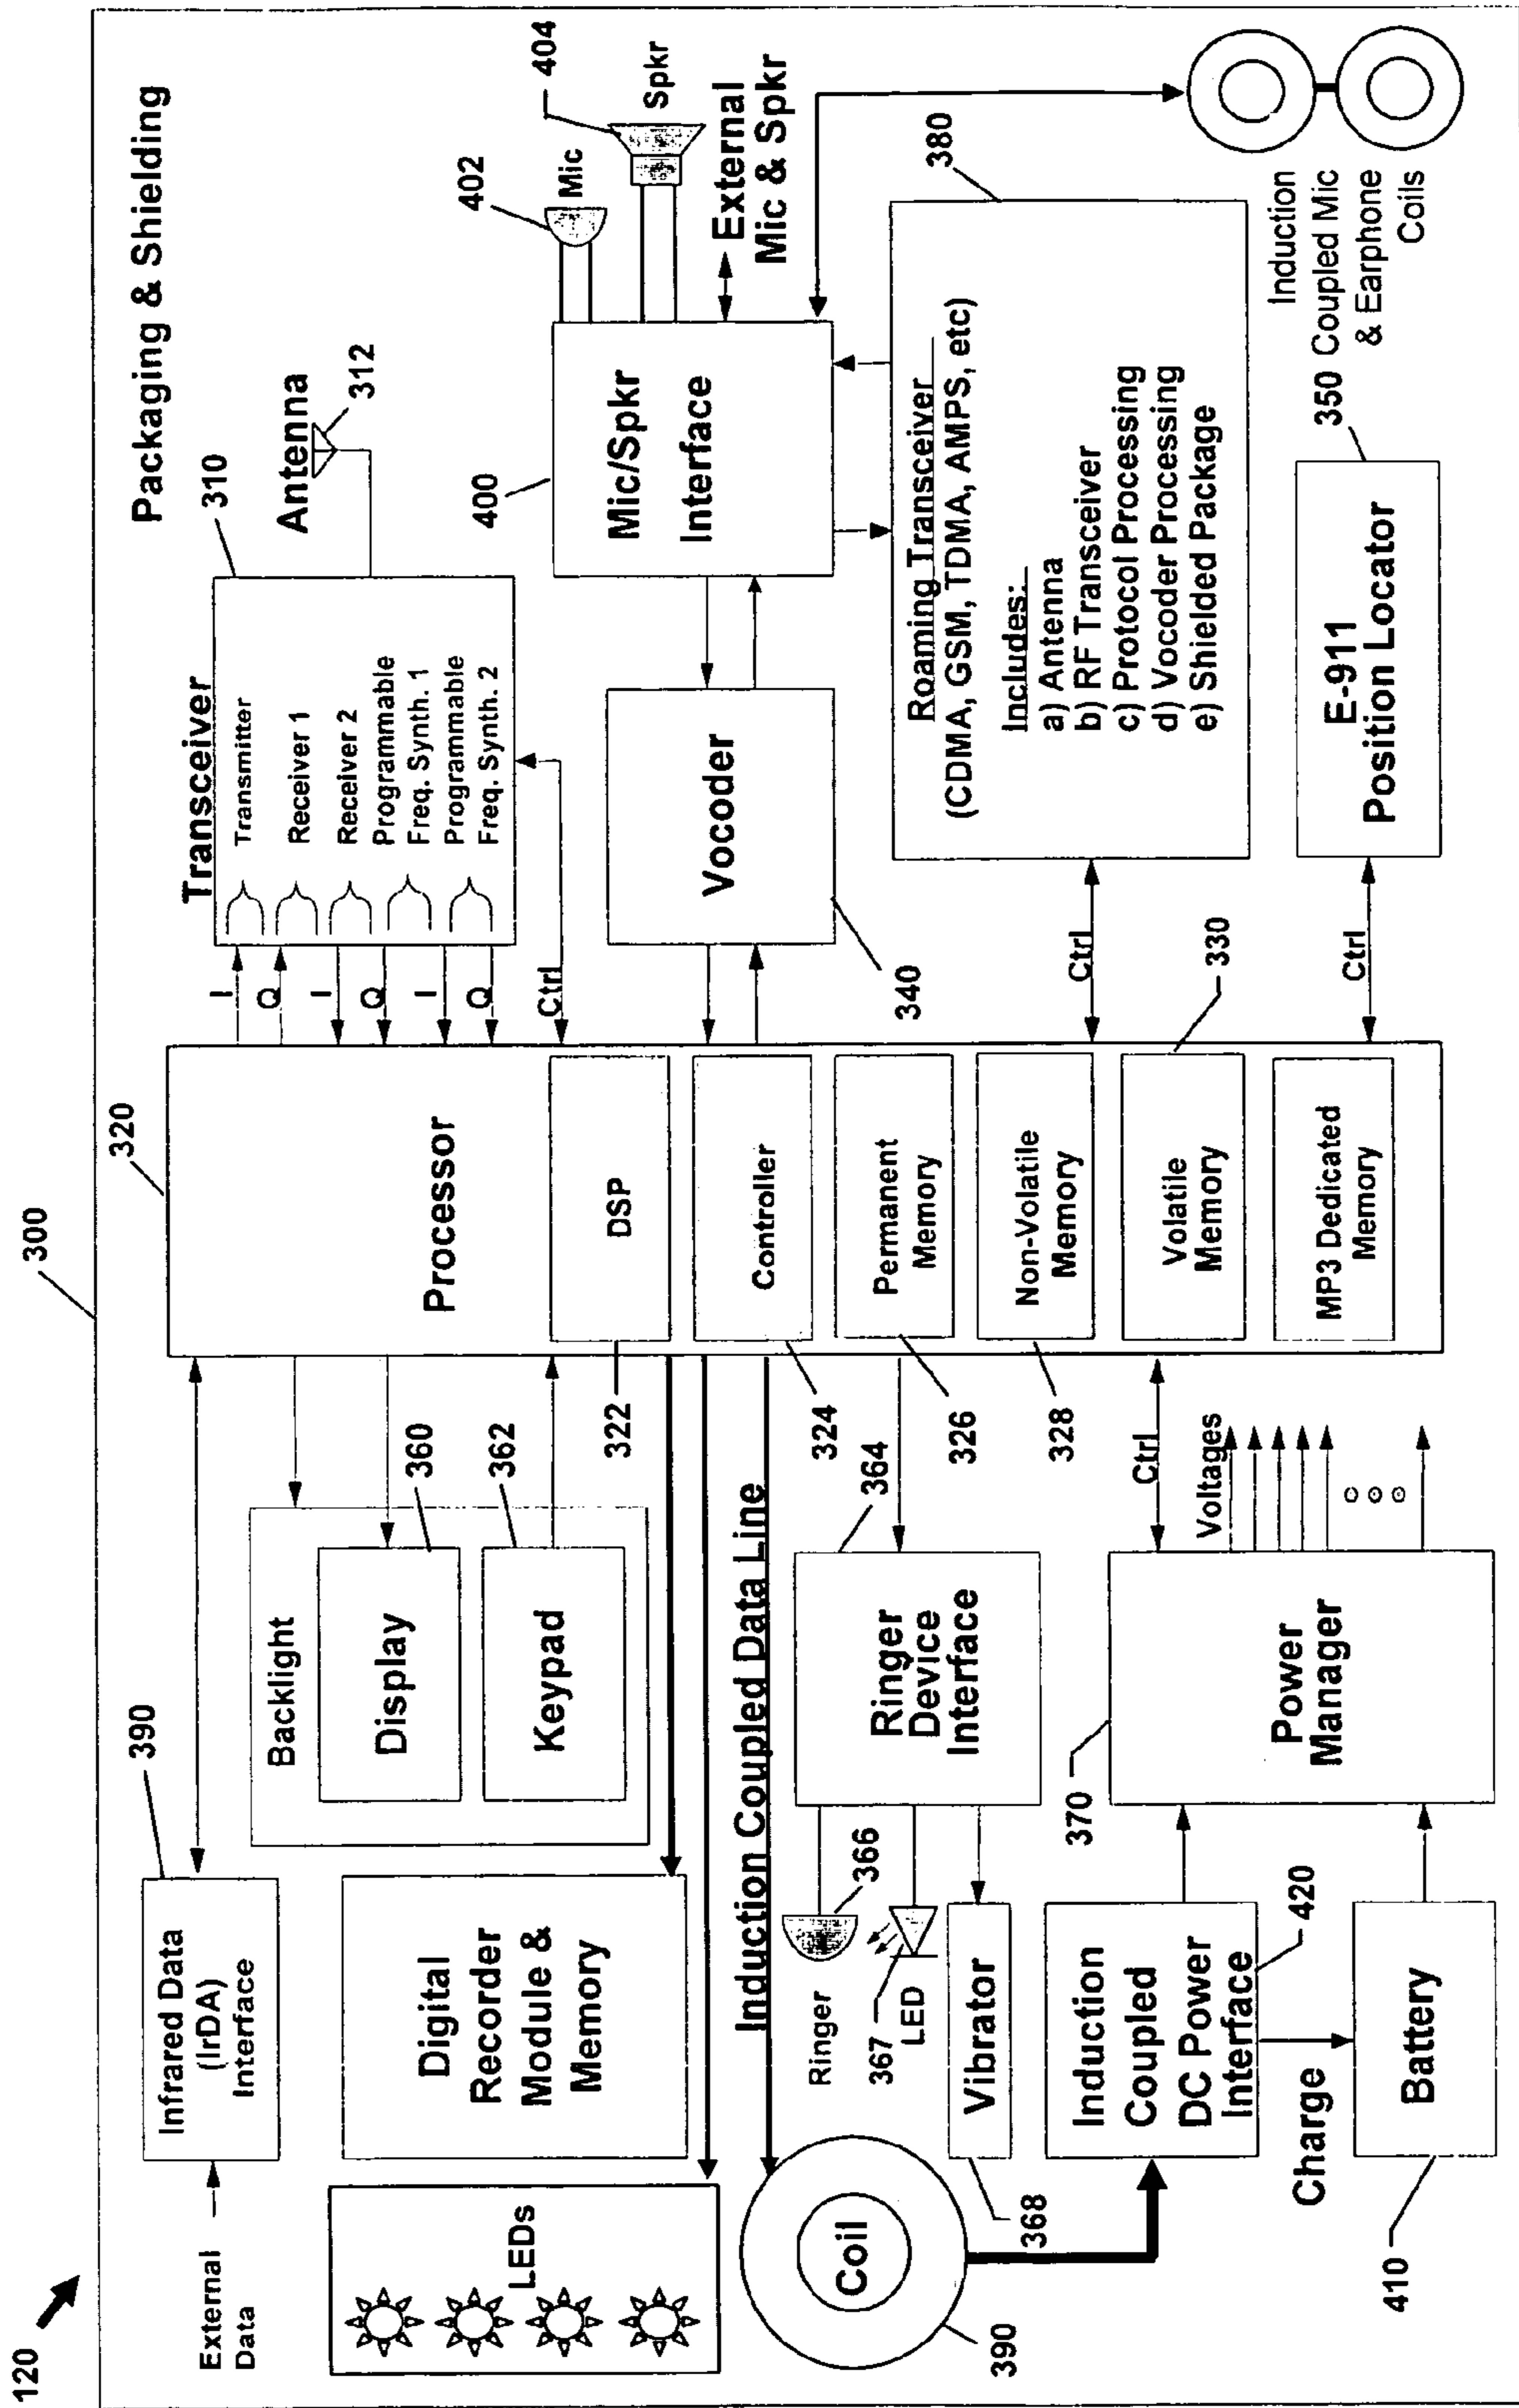 120
300
Packaging & Shielding
External
Data
Infrared Data
(IrDA)
Interface
390
Backlight
Display
360
Keypad
362
Digital
Recorder
Module &
Memory
LEDs
Induction Coupled Data Line
Coil
390
Ringer
Device
Interface
364
Ringer
366
367
LED
Vibrator
368
Induction
Coupled
DC Power
Interface
420
Charge
Battery
410
Power
Manager
370
Ctrl
Voltages
320
Processor
DSP
322
Controller
324
Permanent
Memory
326
Non-Volatile
Memory
328
Volatile
Memory
330
MP3 Dedicated
Memory
I
Q
I
Q
I
Q
Ctrl
Transceiver
310
Transmitter
Receiver 1
Receiver 2
Programmable
Freq. Synth. 1
Programmable
Freq. Synth. 2
Antenna
312
Vocoder
340
400
Mic/Spkr
Interface
402
Mic
404
Spkr
External
Mic & Spkr
Ctrl
380
Roaming Transceiver
(CDMA, GSM, TDMA, AMPS, etc)
Includes:
a) Antenna
b) RF Transceiver
c) Protocol Processing
d) Vocoder Processing
e) Shielded Package
Ctrl
E-911
Position Locator
350
Induction
Coupled Mic
& Earphone
Coils